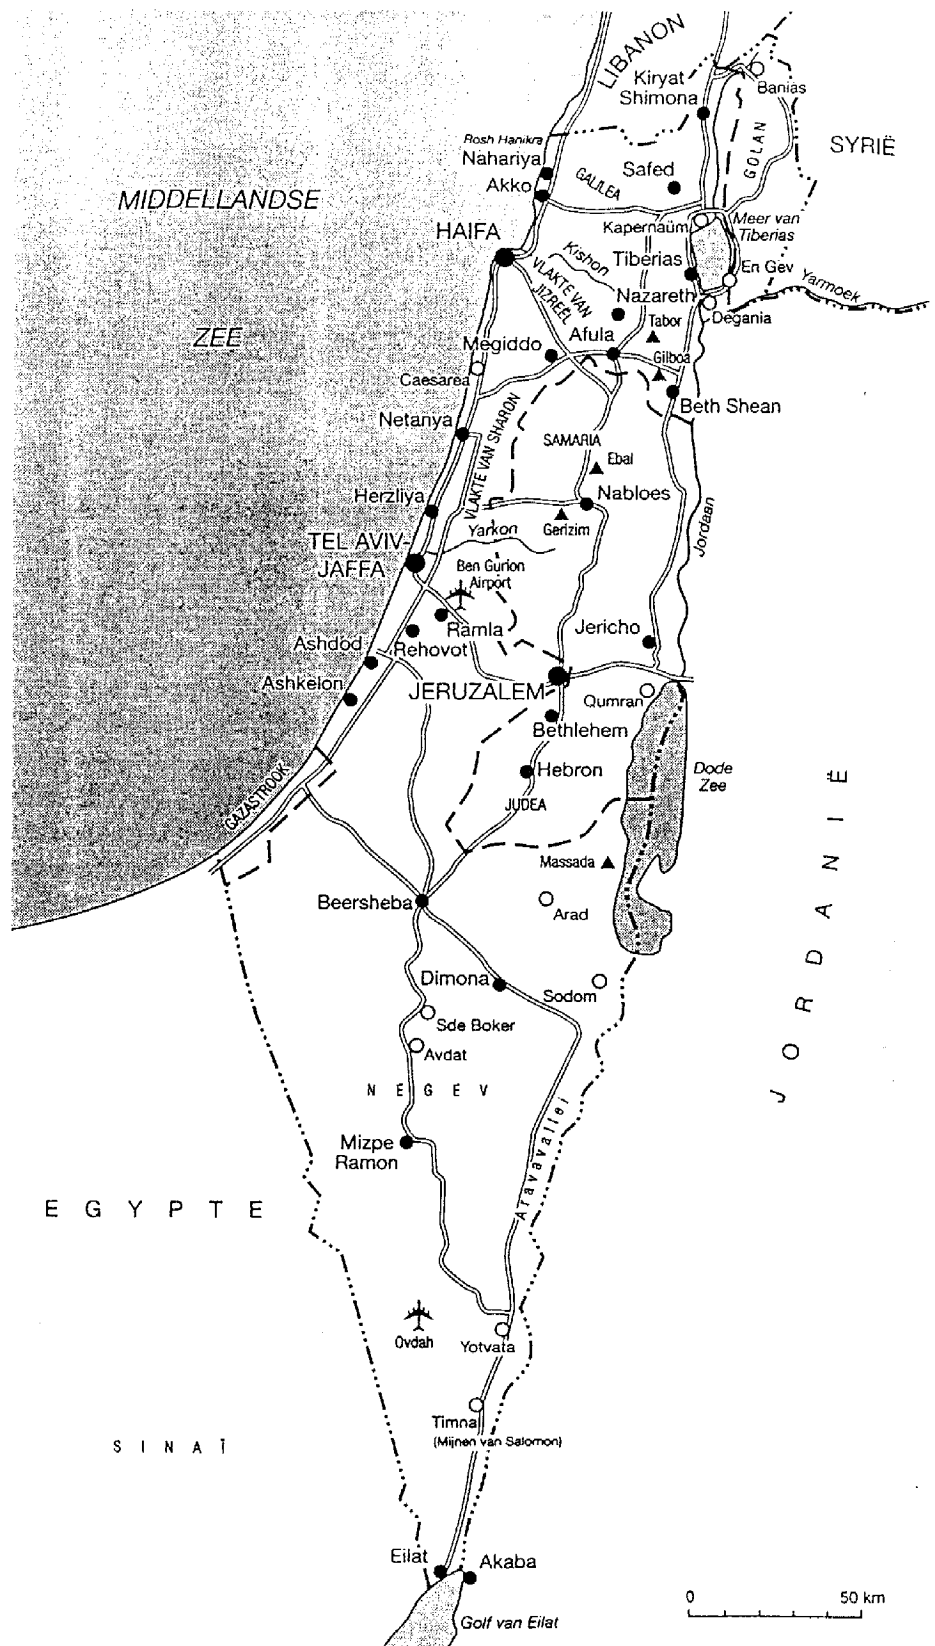 LIBANON
Kiryat
Shimona
Banias
Rosh Hanikra
Nahariya
Akko
GALILEA
Safed
GOLAN
SYRIË
MIDDELLANDSE
ZEE
HAIFA
Kapernaüm
Meer van
Tiberias
Kishon
Tiberias
En Gev
VLAKTE VAN
JIZREËL
Nazareth
Yarmoek
Degania
Tabor
Megiddo
Afula
Gilboa
Caesarea
Beth Shean
Netanya
VLAKTE VAN SHARON
SAMARIA
Ebal
Herzliya
Nabloes
Gerizim
Jordaan
Yarkon
TEL AVIV-
JAFFA
Ben Gurion
Airport
Ramla
Jericho
Rehovot
Ashdod
Ashkelon
JERUZALEM
Qumran
Bethlehem
Hebron
Dode
Zee
JUDEA
GAZASTROOK
JORDANIË
Massada
Beersheba
Arad
Dimona
Sodom
Sde Boker
Avdat
NEGEV
Mizpe
Ramon
Aravavallei
EGYPTE
Ovdah
Yotvata
Timna
(Mijnen van Salomon)
SINAÏ
Eilat
Akaba
Golf van Eilat
0 50 km